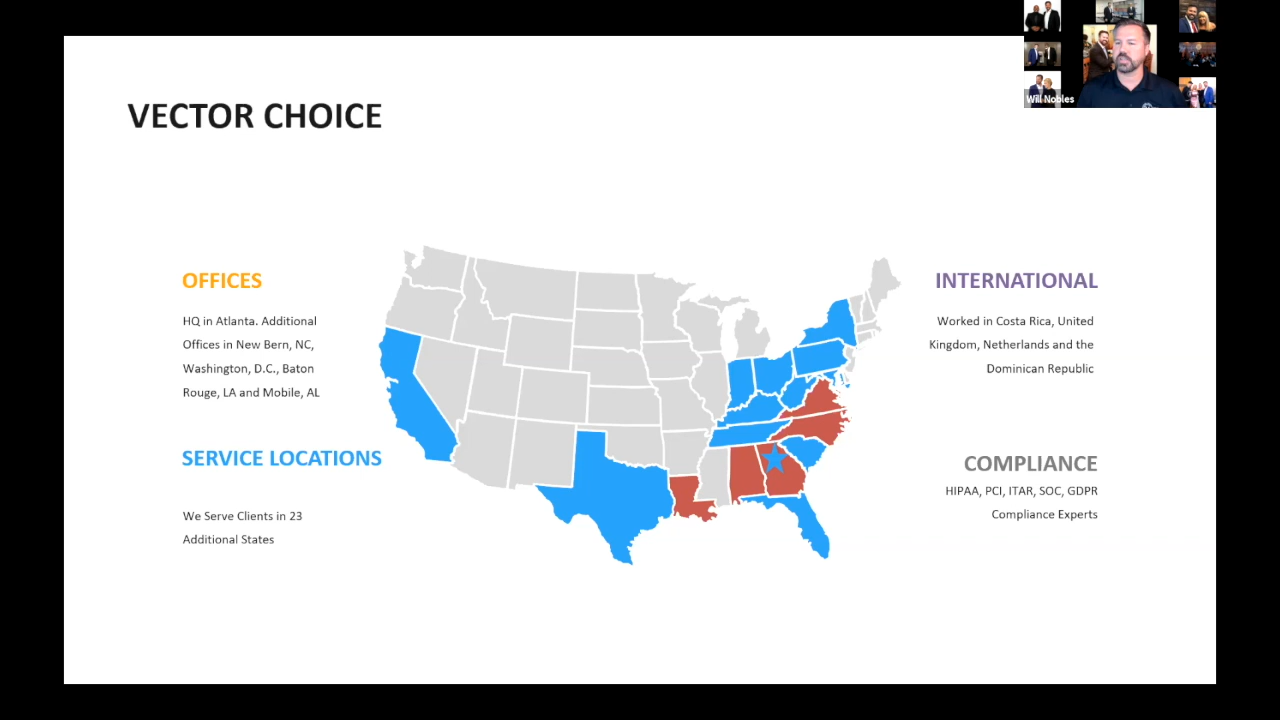 VECTOR CHOICE
Will Nobles
OFFICES
HQ in Atlanta. Additional
Offices in New Bern, NC,
Washington, D.C., Baton
Rouge, LA and Mobile, AL
SERVICE LOCATIONS
We Serve Clients in 23
Additional States
INTERNATIONAL
Worked in Costa Rica, United
Kingdom, Netherlands and the
Dominican Republic
COMPLIANCE
HIPAA, PCI, ITAR, SOC, GDPR
Compliance Experts